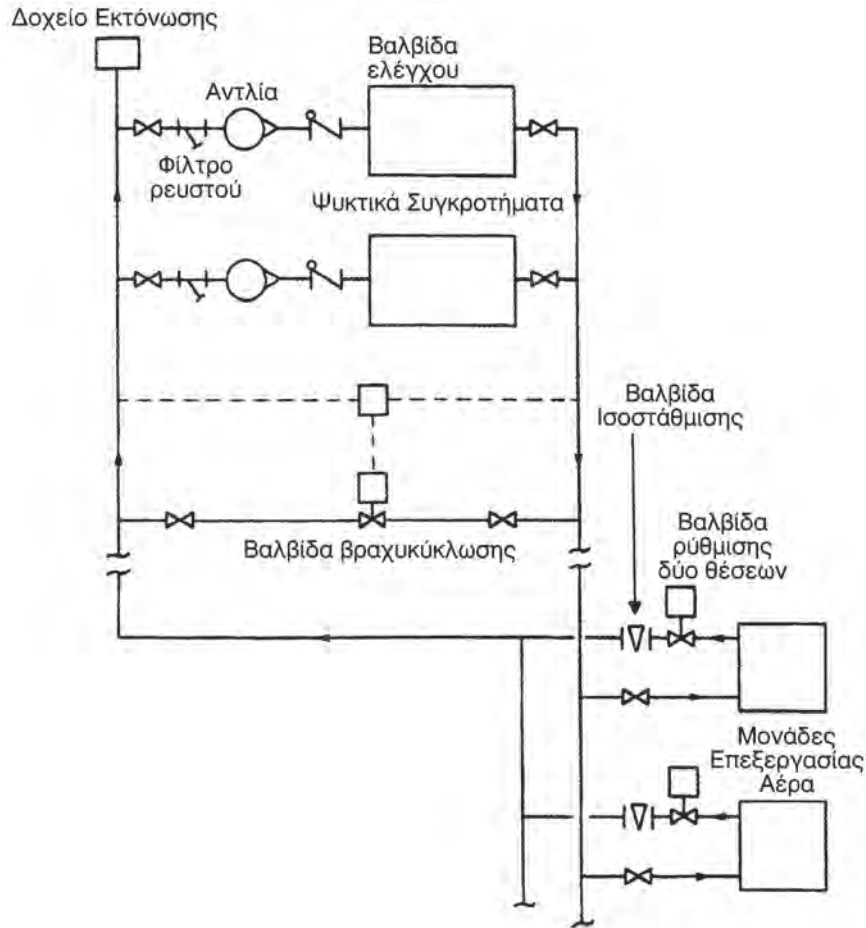 Δοχείο Εκτόνωσης
Βαλβίδα
ελέγχου
Αντλία
Φίλτρο
ρευστού
Ψυκτικά Συγκροτήματα
Βαλβίδα
Ισοστάθμισης
Βαλβίδα βραχυκύκλωσης
Βαλβίδα
ρύθμισης
δύο θέσεων
Μονάδες
Επεξεργασίας
Αέρα